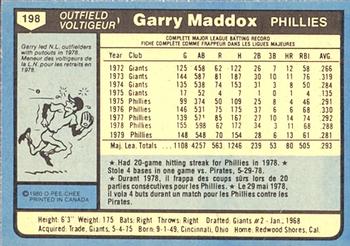 198
OUTFIELD
VOLTIGEUR
Garry Maddox PHILLIES
Garry led N.L. outfielders
with putouts in 1978.
Meneur des voltigeurs de
la L.N. pour les retraits en
1978.
© 1980 O-PEE-CHEE
PRINTED IN CANADA
COMPLETE MAJOR LEAGUE BATTING RECORD
FICHE COMPLÈTE COMME FRAPPEUR DANS LES LIGUES MAJEURES
Year Club G AB R H 2B 3B HR RBI AVG
1972 Giants 125 458 62 122 26 7 12 58 .266
1973 Giants 144 587 81 187 30 10 11 76 .319
1974 Giants 135 538 74 153 31 3 8 50 .284
1975 Giants 17 52 4 7 1 0 1 4 .135
1975 Phillies 99 374 50 109 25 8 4 46 .291
1976 Phillies 146 531 75 175 37 6 6 68 .330
1977 Phillies 139 571 85 167 27 10 14 74 .292
1978 Phillies 155 598 62 172 34 3 11 68 .288
1979 Phillies 148 548 70 154 28 6 13 61 .281
Maj. Lea. Totals 1108 4257 563 1246 239 53 80 505 .293
★ Had 20-game hitting streak for Phillies in 1978. ★
Stole 4 bases in one game vs. Pirates, 5-29-78.
★ Durant 1978, il frappa des coups sûrs lors de 20
parties consécutives pour les Phillies. ★ Le 29 mai 1978, il
vola 4 buts pendant un match pour les Phillies contre les
Pirates.
Height: 6'3" Weight: 175 Bats: Right Throws: Right Drafted: Giants #2 - Jan., 1968
Acquired: Trade, Giants, 5-4-75 Born: 9-1-49, Cincinnati, Ohio Home: Redwood Shores, Cal.